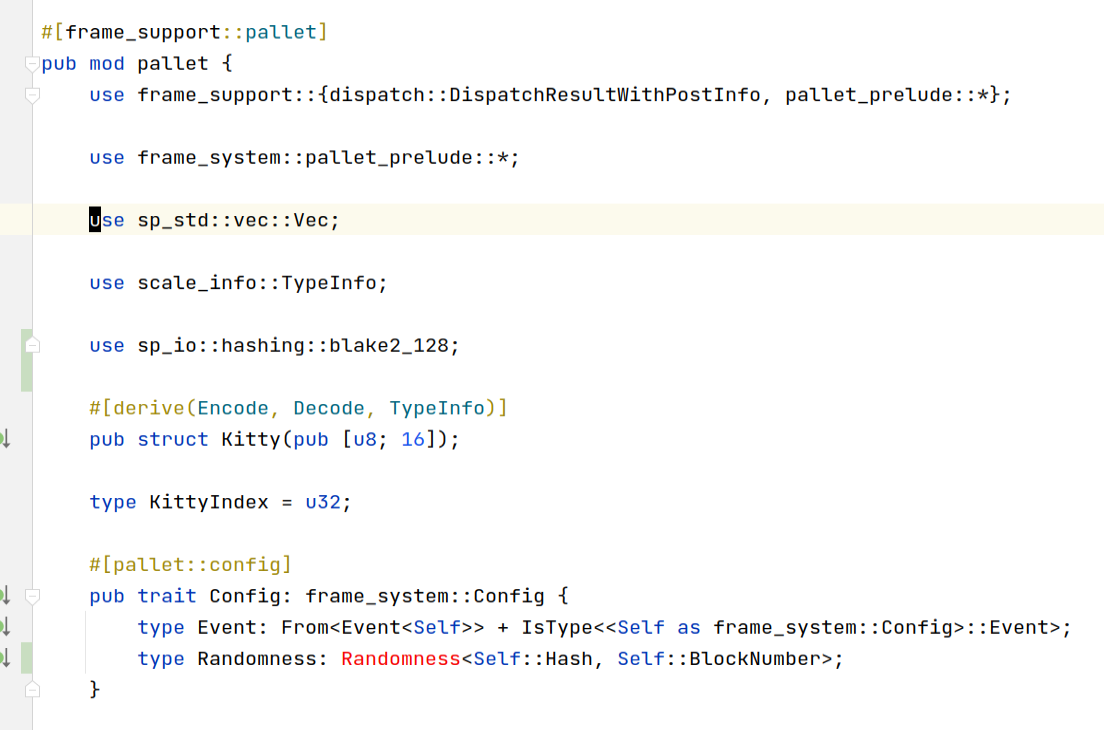 #[frame_support::pallet]
pub mod pallet {
    use frame_support::{dispatch::DispatchResultWithPostInfo, pallet_prelude::*};
    use frame_system::pallet_prelude::*;
    use sp_std::vec::Vec;
    use scale_info::TypeInfo;
    use sp_io::hashing::blake2_128;
    #[derive(Encode, Decode, TypeInfo)]
    pub struct Kitty(pub [u8; 16]);
    type KittyIndex = u32;
    #[pallet::config]
    pub trait Config: frame_system::Config {
        type Event: From<Event<Self>> + IsType<<Self as frame_system::Config>::Event>;
        type Randomness: Randomness<Self::Hash, Self::BlockNumber>;
    }